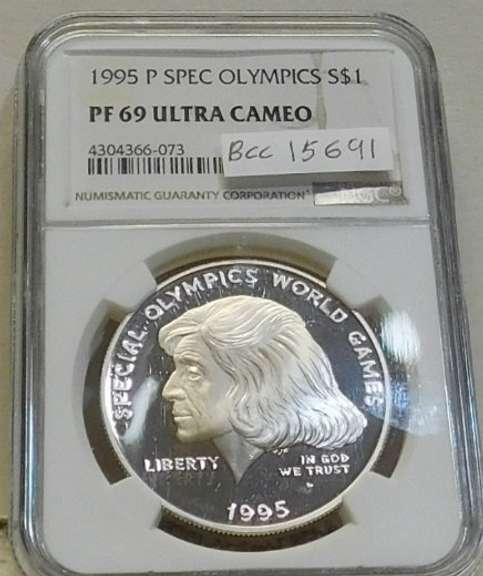 1995 P SPEC OLYMPICS S$1
PF 69 ULTRA CAMEO
4304366-073
Bcc 15691
NUMISMATIC GUARANTY CORPORATION
SPECIAL OLYMPICS WORLD GAMES
LIBERTY
IN GOD
WE TRUST
1995